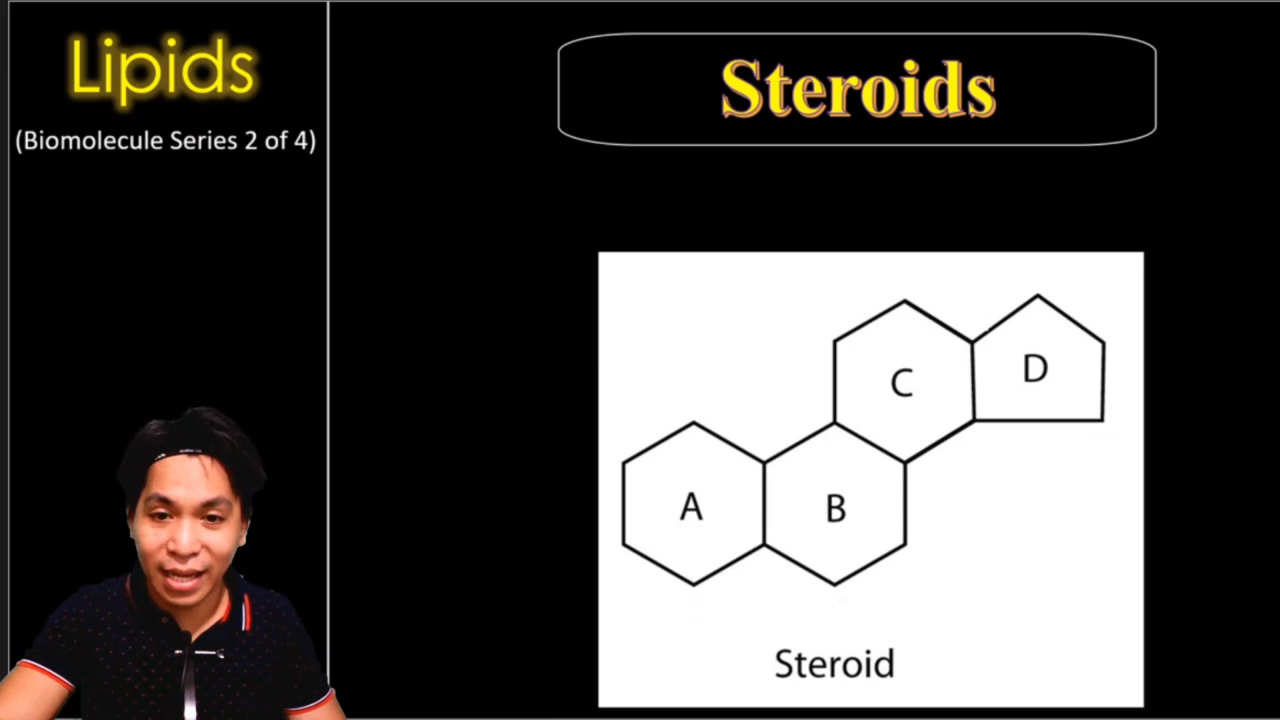 Lipids
(Biomolecule Series 2 of 4)
Steroids
C
D
A
B
Steroid